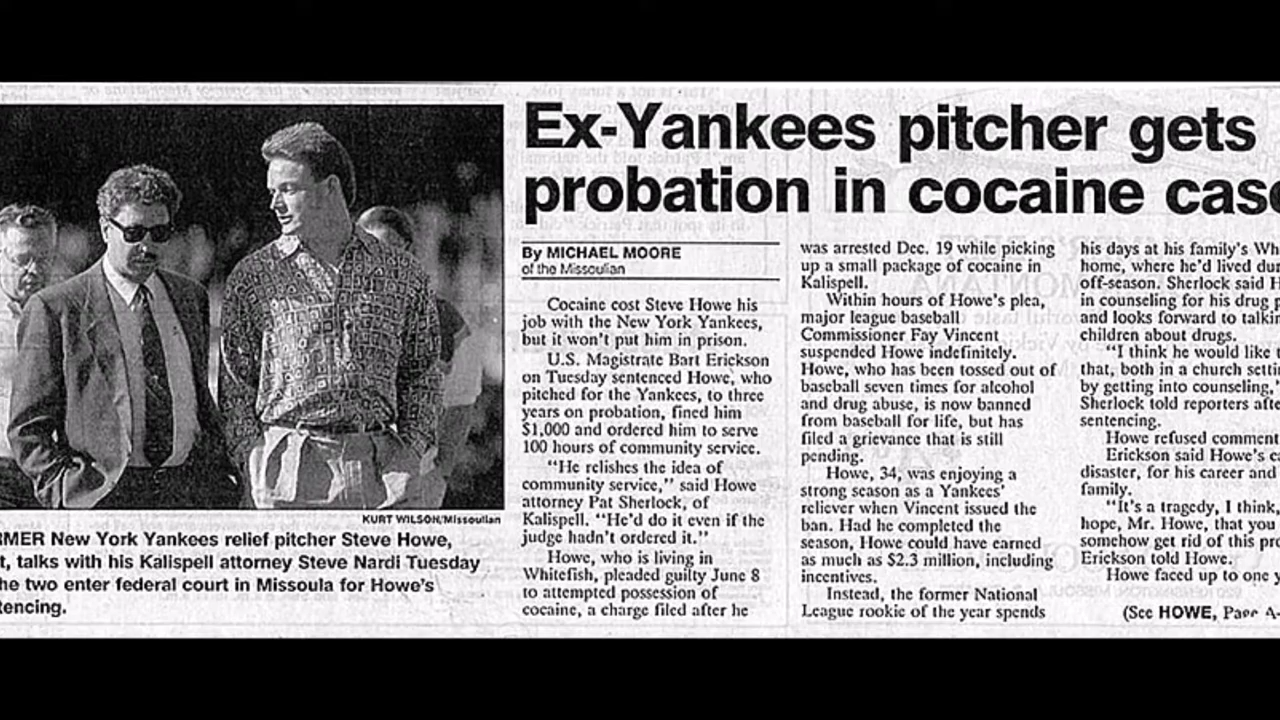 Ex-Yankees pitcher gets
probation in cocaine
By MICHAEL MOORE
of the Missoulian
Cocaine cost Steve Howe his
job with the New York Yankees,
but it won't put him in prison.
U.S. Magistrate Bart Erickson
on Tuesday sentenced Howe, who
pitched for the Yankees, to three
years on probation, fined him
$1,000 and ordered him to serve
100 hours of community service.
"He relishes the idea of
community service," said Howe
attorney Pat Sherlock, of
Kalispell. "He'd do it even if the
judge hadn't ordered it."
Howe, who is living in
Whitefish, pleaded guilty June 8
to attempted possession of
cocaine, a charge filed after he
was arrested Dec. 19 while picking
up a small package of cocaine in
Kalispell.
Within hours of Howe's plea,
major league baseball
Commissioner Fay Vincent
suspended Howe indefinitely.
Howe, who has been tossed out of
baseball seven times for alcohol
and drug abuse, is now banned
from baseball for life, but has
filed a grievance that is still
pending.
Howe, 34, was enjoying a
strong season as a Yankees'
reliever when Vincent issued the
ban. Had he completed the
season, Howe could have earned
as much as $2.3 million, including
incentives.
Instead, the former National
League rookie of the year spends
his days at his family's
home, where he'd lived
off-season. Sherlock said
in counseling for his drug
and looks forward to
children about drugs.
"I think he would like
that, both in a church
by getting into counseling,
Sherlock told reporters
sentencing.
Howe refused comment
Erickson said Howe's
disaster, for his career and
family.
"It's a tragedy, I think,
hope, Mr. Howe, that you
somehow get rid of this
Erickson told Howe.
Howe faced up to one
(See HOWE, Page
KURT WILSON/Missoulian
RMER New York Yankees relief pitcher Steve Howe,
t, talks with his Kalispell attorney Steve Nardi Tuesday
he two enter federal court in Missoula for Howe's
tencing.